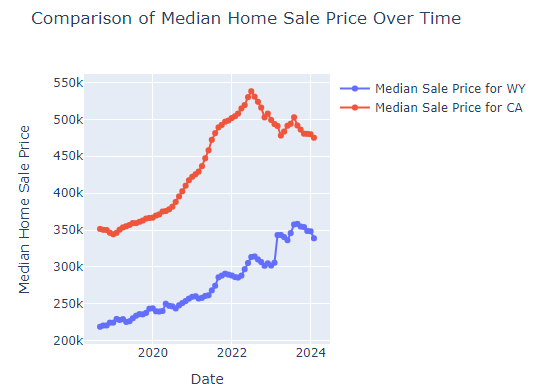 Comparison of Median Home Sale Price Over Time
Median Sale Price for WY
Median Sale Price for CA
Median Home Sale Price
550k
500k
450k
400k
350k
300k
250k
200k
2020
2022
2024
Date